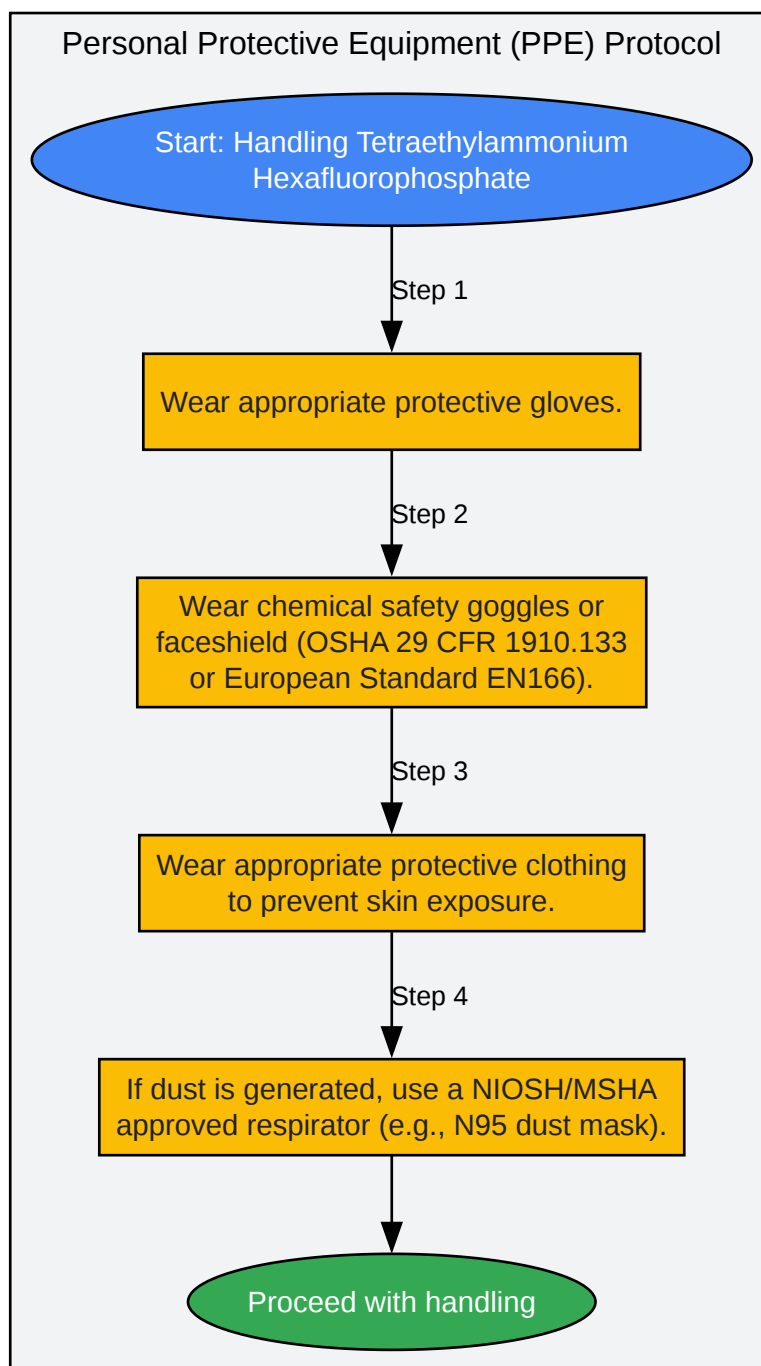 Personal Protective Equipment (PPE) Protocol
Start: Handling Tetraethylammonium
Hexafluorophosphate
Step 1
Wear appropriate protective gloves.
Step 2
Wear chemical safety goggles or
faceshield (OSHA 29 CFR 1910.133
or European Standard EN166).
Step 3
Wear appropriate protective clothing
to prevent skin exposure.
Step 4
If dust is generated, use a NIOSH/MSHA
approved respirator (e.g., N95 dust mask).
Proceed with handling